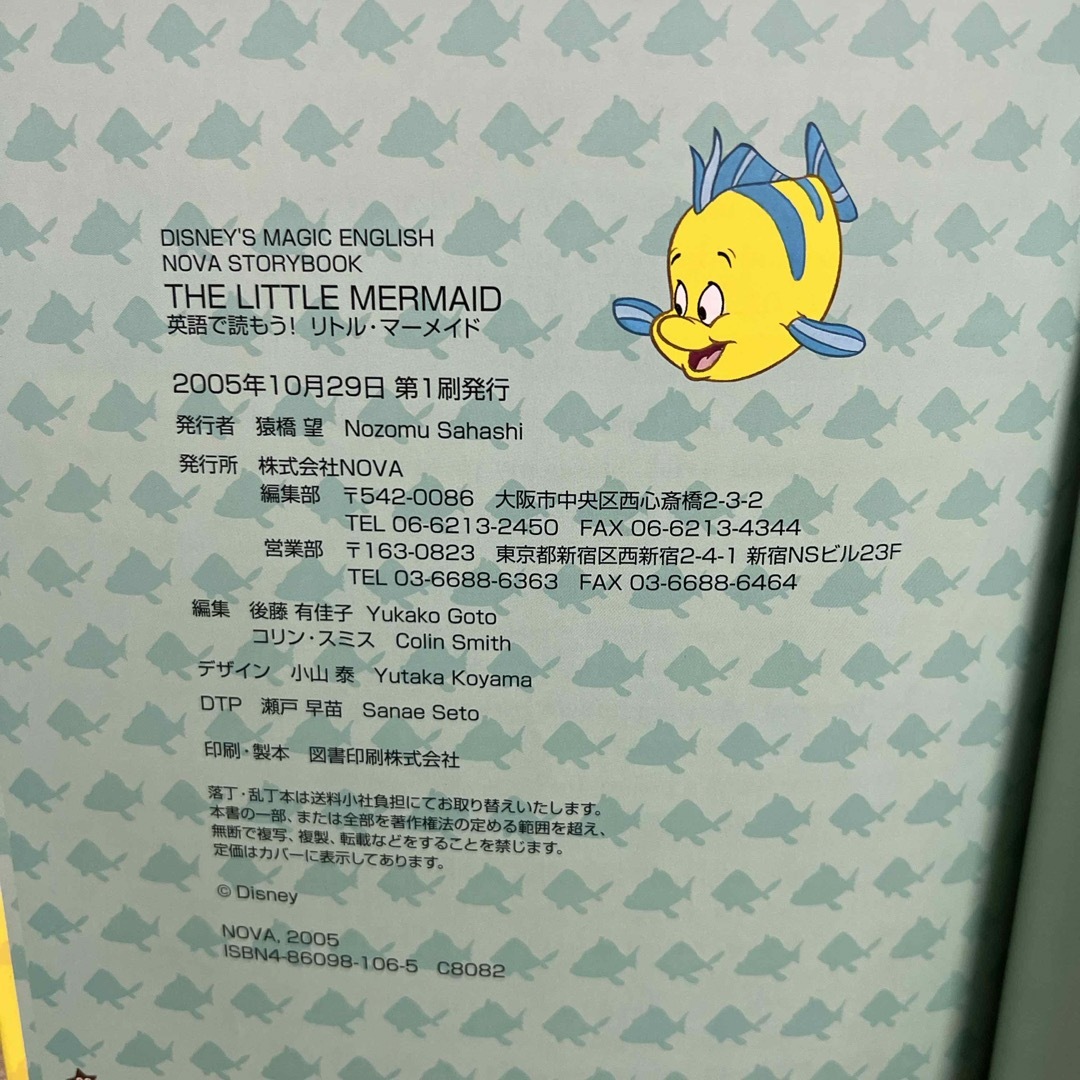 DISNEY'S MAGIC ENGLISH
NOVA STORYBOOK
THE LITTLE MERMAID
英語で読もう! リトル・マーメイド
2005年10月29日 第1刷発行
発行者 猿橋 望 Nozomu Sahashi
発行所 株式会社NOVA
編集部 〒542-0086 大阪市中央区西心斎橋2-3-2
TEL 06-6213-2450 FAX 06-6213-4344
営業部 〒163-0823 東京都新宿区西新宿2-4-1 新宿NSビル23F
TEL 03-6688-6363 FAX 03-6688-6464
編集 後藤 有佳子 Yukako Goto
コリン・スミス Colin Smith
デザイン 小山 泰 Yutaka Koyama
DTP 瀬戸 早苗 Sanae Seto
印刷・製本 図書印刷株式会社
落丁・乱丁本は送料小社負担にてお取り替えいたします。
本書の一部、または全部を著作権法の定める範囲を超え、
無断で複写、複製、転載などをすることを禁じます。
定価はカバーに表示してあります。
© Disney
NOVA, 2005
ISBN4-86098-106-5 C8082